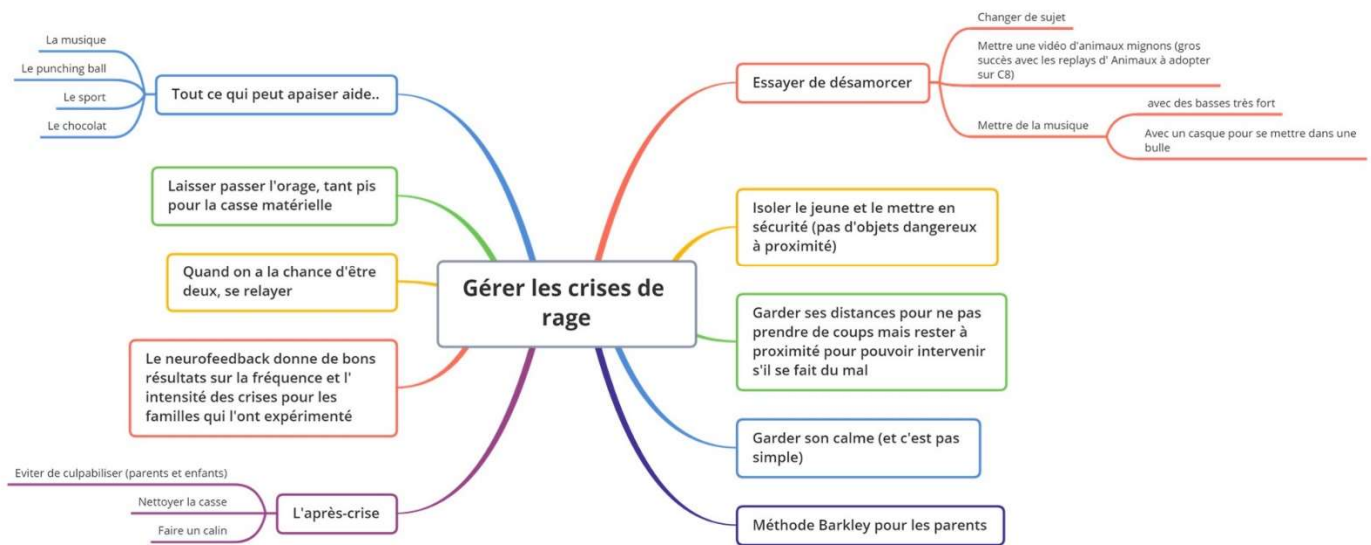 Gérer les crises de
rage
Essayer de désamorcer
Changer de sujet
Mettre une vidéo d'animaux mignons (gros
succès avec les replays d' Animaux à adopter
sur C8)
Mettre de la musique
avec des basses très fort
Avec un casque pour se mettre dans une
bulle
Isoler le jeune et le mettre en
sécurité (pas d'objets dangereux
à proximité)
Garder ses distances pour ne pas
prendre de coups mais rester à
proximité pour pouvoir intervenir
s'il se fait du mal
Garder son calme (et c'est pas
simple)
Méthode Barkley pour les parents
Tout ce qui peut apaiser aide..
La musique
Le punching ball
Le sport
Le chocolat
Laisser passer l'orage, tant pis
pour la casse matérielle
Quand on a la chance d'être
deux, se relayer
Le neurofeedback donne de bons
résultats sur la fréquence et l'
intensité des crises pour les
familles qui l'ont expérimenté
L'après-crise
Eviter de culpabiliser (parents et enfants)
Nettoyer la casse
Faire un calin